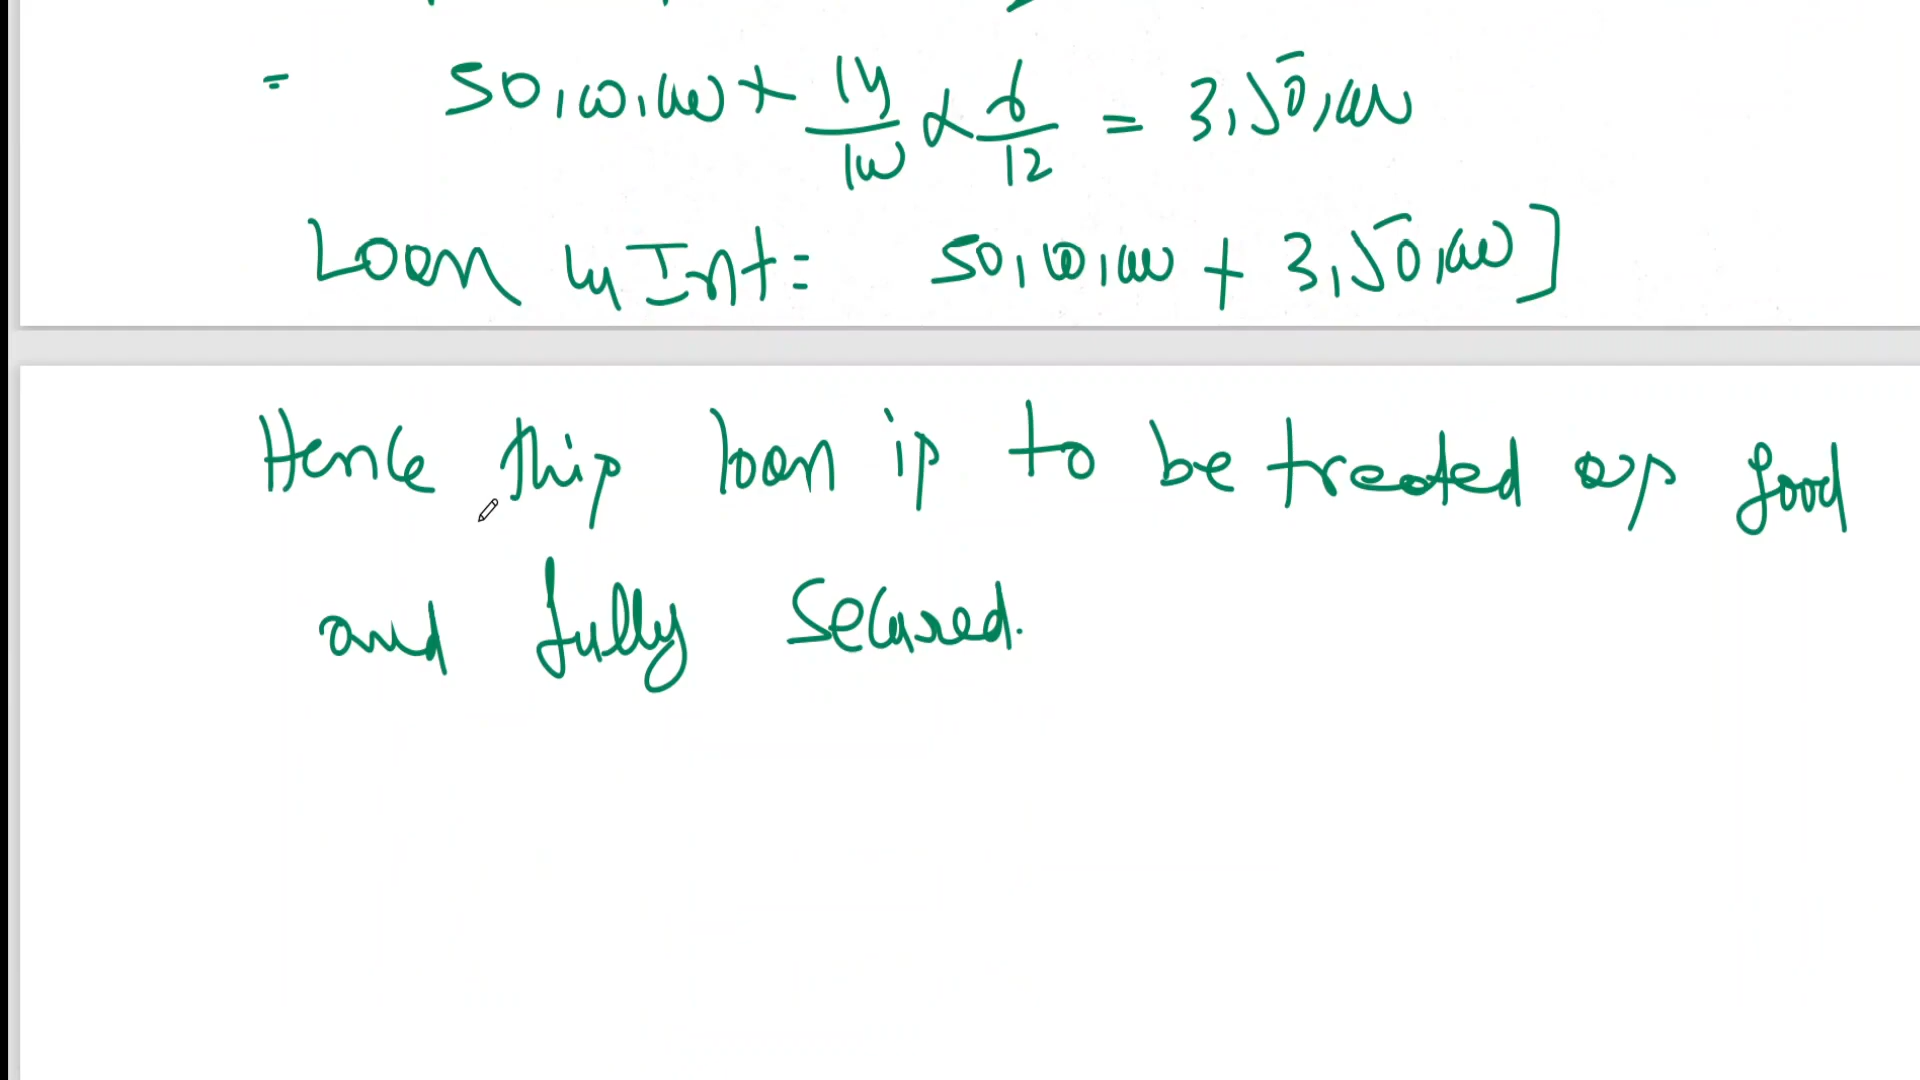 = 50,00,000 × 14/100 × 6/12 = 3,50,000
Loan Int = 50,00,000 + 3,50,000]
Hence this loan is to be treated as good
and fully secured.